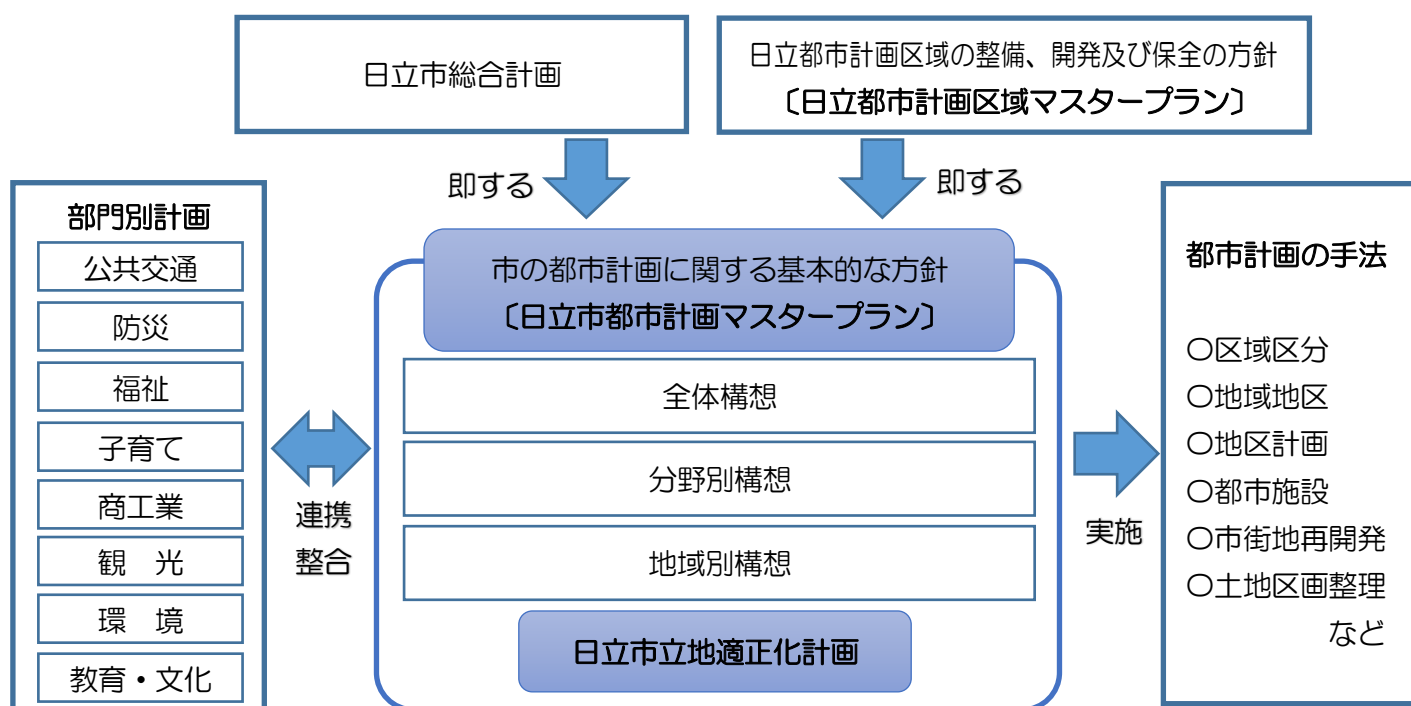 日立市総合計画
日立都市計画区域の整備、開発及び保全の方針
〔日立都市計画区域マスタープラン〕
即する
即する
部門別計画
公共交通
防災
福祉
子育て
商工業
観　光
環　境
教育・文化
連携
整合
市の都市計画に関する基本的な方針
〔日立市都市計画マスタープラン〕
全体構想
分野別構想
地域別構想
日立市立地適正化計画
実施
都市計画の手法
〇区域区分
〇地域地区
〇地区計画
〇都市施設
〇市街地再開発
〇土地区画整理
など